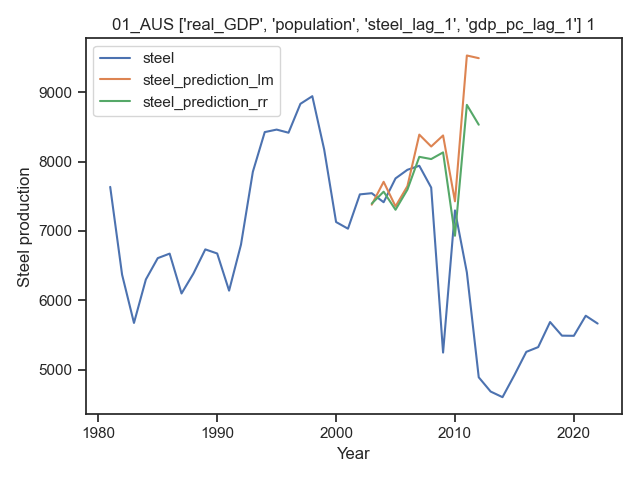 01_AUS ['real_GDP', 'population', 'steel_lag_1', 'gdp_pc_lag_1'] 1
steel
steel_prediction_lm
steel_prediction_rr
Steel production
9000
8000
7000
6000
5000
1980
1990
2000
2010
2020
Year